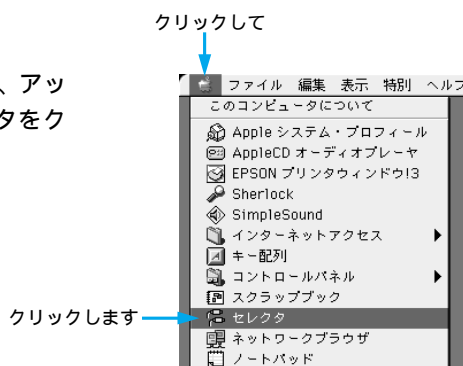 クリックして
、アッ
タをク
ファイル 編集 表示 特別 ヘルプ
このコンピュータについて
Apple システム・プロフィール
AppleCD オーディオプレーヤ
EPSON プリンタウィンドウ!3
Sherlock
SimpleSound
インターネットアクセス
キー配列
コントロールパネル
スクラップブック
クリックします
セレクタ
ネットワークブラウザ
ノートパッド